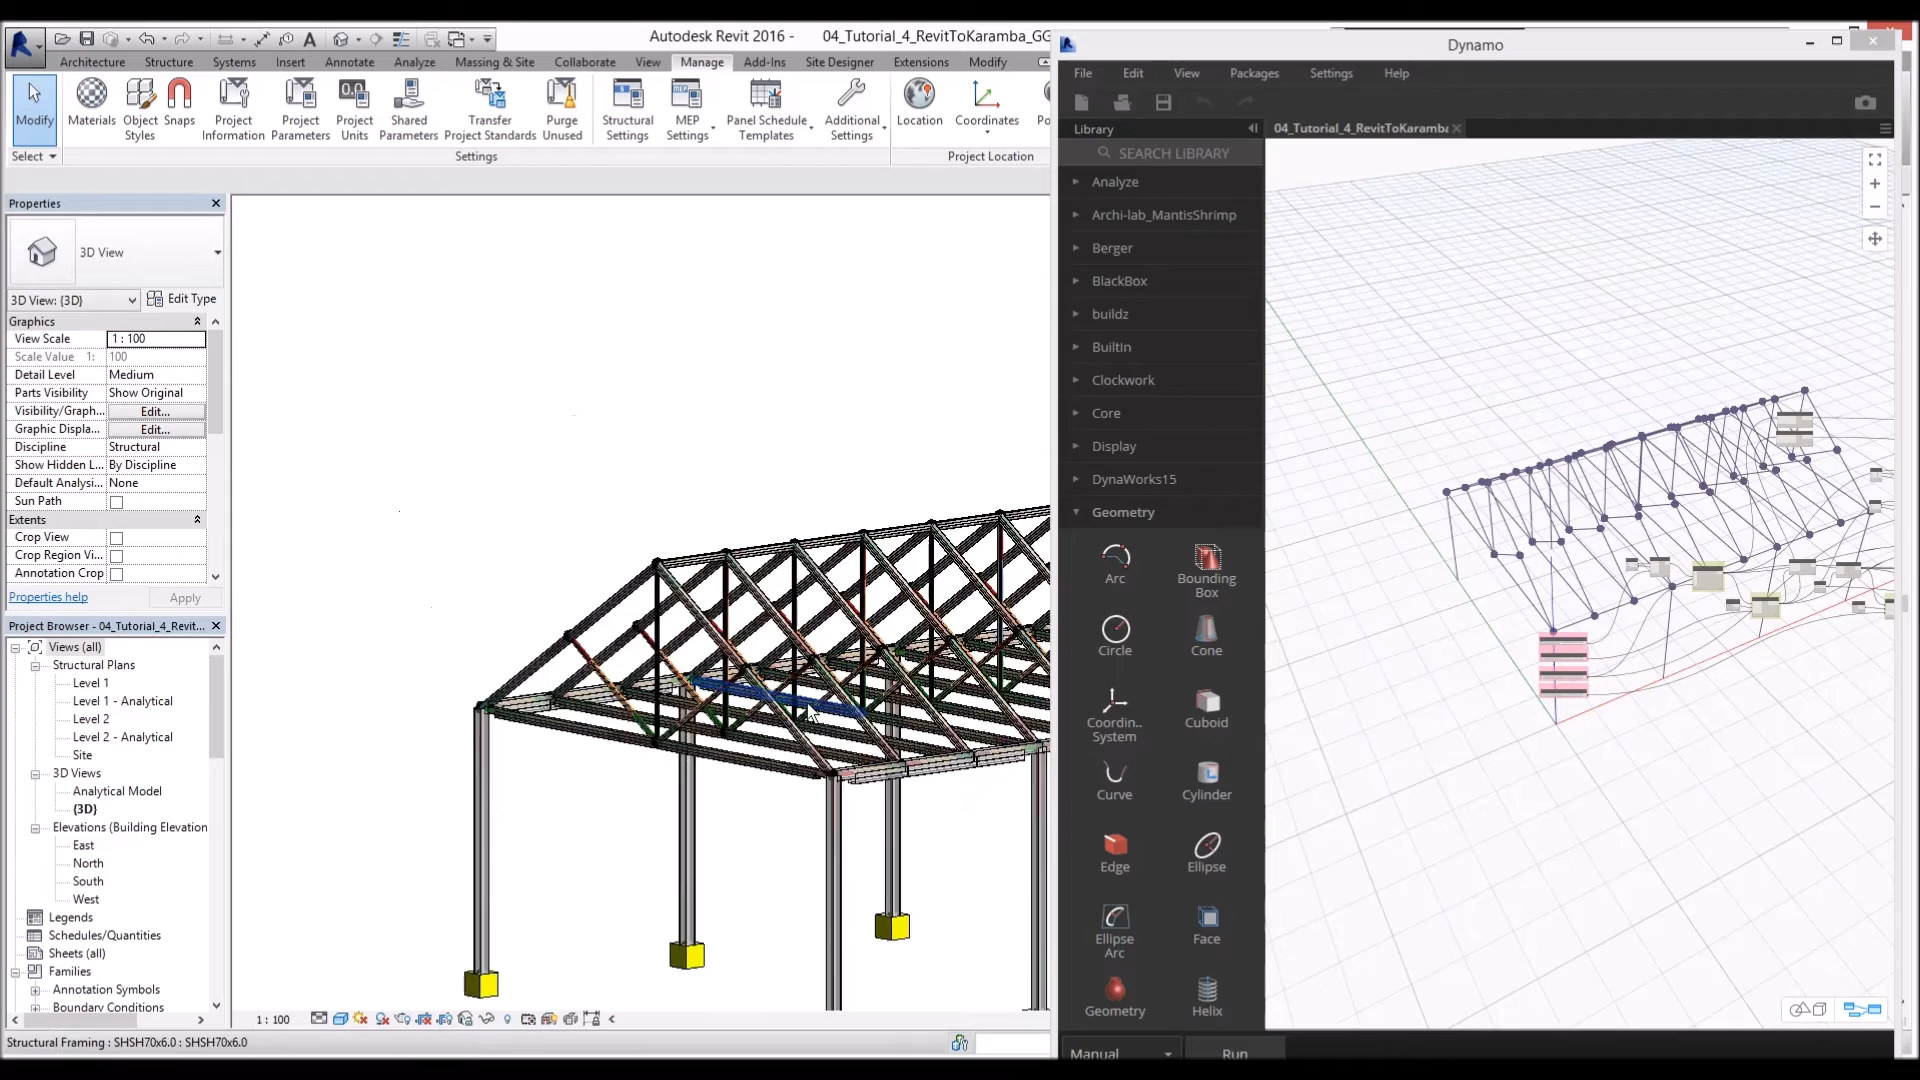 Autodesk Revit 2016 - 04_Tutorial_4_RevitToKaramba_GG
Architecture Structure Systems Insert Annotate Analyze Massing & Site Collaborate View Manage Add-Ins Site Designer Extensions Modify
Modify
Materials
Object Styles
Snaps
Project Information
Project Parameters
Project Units
Shared Parameters
Transfer Project Standards
Purge Unused
Structural Settings
MEP Settings
Panel Schedule Templates
Additional Settings
Location
Coordinates
Select
Settings
Project Location
Properties
3D View
3D View: {3D}
Edit Type
Graphics
View Scale 1 : 100
Scale Value 1: 100
Detail Level Medium
Parts Visibility Show Original
Visibility/Graph... Edit...
Graphic Displa... Edit...
Discipline Structural
Show Hidden L... By Discipline
Default Analysi... None
Sun Path
Extents
Crop View
Crop Region Vi...
Annotation Crop
Properties help
Apply
Project Browser - 04_Tutorial_4_Revit...
Views (all)
Structural Plans
Level 1
Level 1 - Analytical
Level 2
Level 2 - Analytical
Site
3D Views
Analytical Model
{3D}
Elevations (Building Elevation
East
North
South
West
Legends
Schedules/Quantities
Sheets (all)
Families
Annotation Symbols
Boundary Conditions
1 : 100
Structural Framing : SHSH70x6.0 : SHSH70x6.0
Dynamo
File Edit View Packages Settings Help
Library
04_Tutorial_4_RevitToKaramba
SEARCH LIBRARY
Analyze
Archi-lab_MantisShrimp
Berger
BlackBox
buildz
BuiltIn
Clockwork
Core
Display
DynaWorks15
Geometry
Arc
Bounding Box
Circle
Cone
Coordin.. System
Cuboid
Curve
Cylinder
Edge
Ellipse
Ellipse Arc
Face
Geometry
Helix
Manual
Run